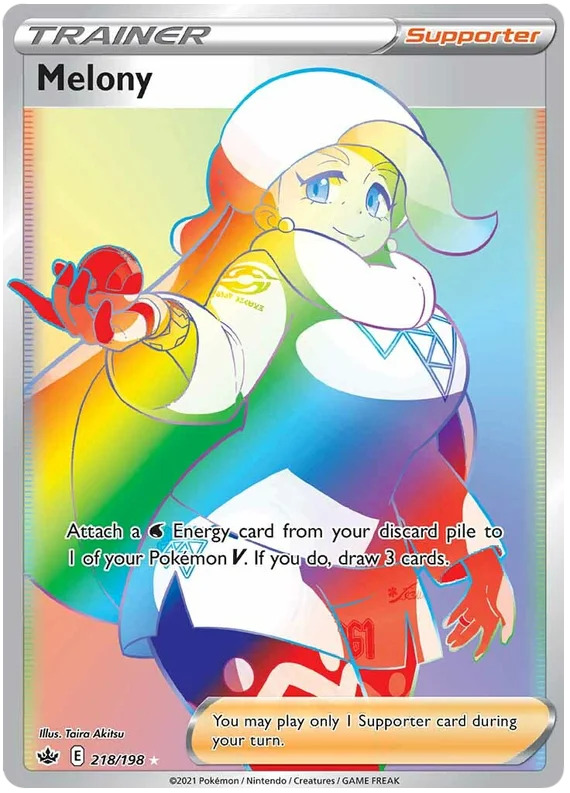 TRAINER
Supporter
Melony
Attach a Energy card from your discard pile to
1 of your Pokémon V. If you do, draw 3 cards.
61
You may play only 1 Supporter card during
your turn.
Illus. Taira Akitsu
E 218/198
©2021 Pokémon / Nintendo / Creatures / GAME FREAK